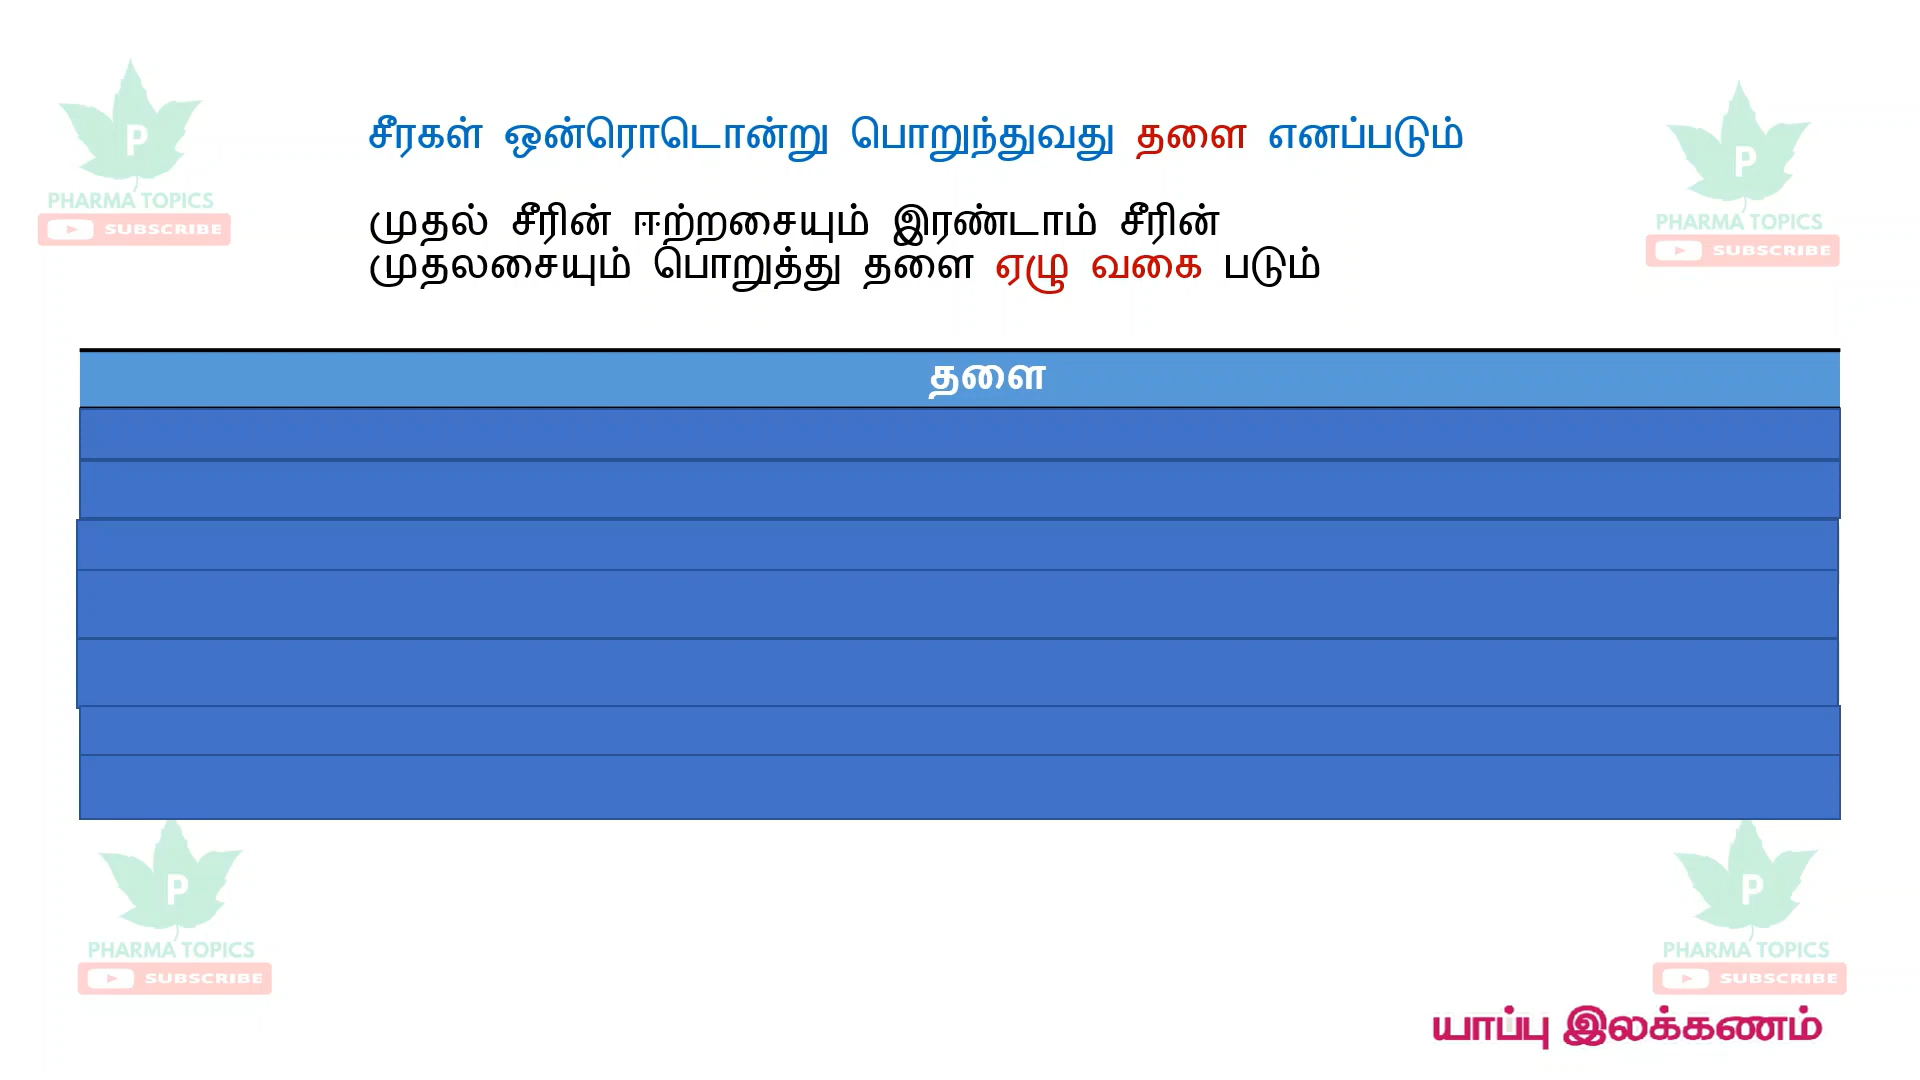 சீரகள் ஒன்ரொடொன்று பொறுந்துவது தளை எனப்படும்
முதல் சீரின் ஈற்றசையும் இரண்டாம் சீரின்
முதலசையும் பொறுத்து தளை ஏழு வகை படும்
தளை
P
PHARMA TOPICS
SUBSCRIBE
P
PHARMA TOPICS
SUBSCRIBE
P
PHARMA TOPICS
SUBSCRIBE
P
PHARMA TOPICS
SUBSCRIBE
யாப்பு இலக்கணம்